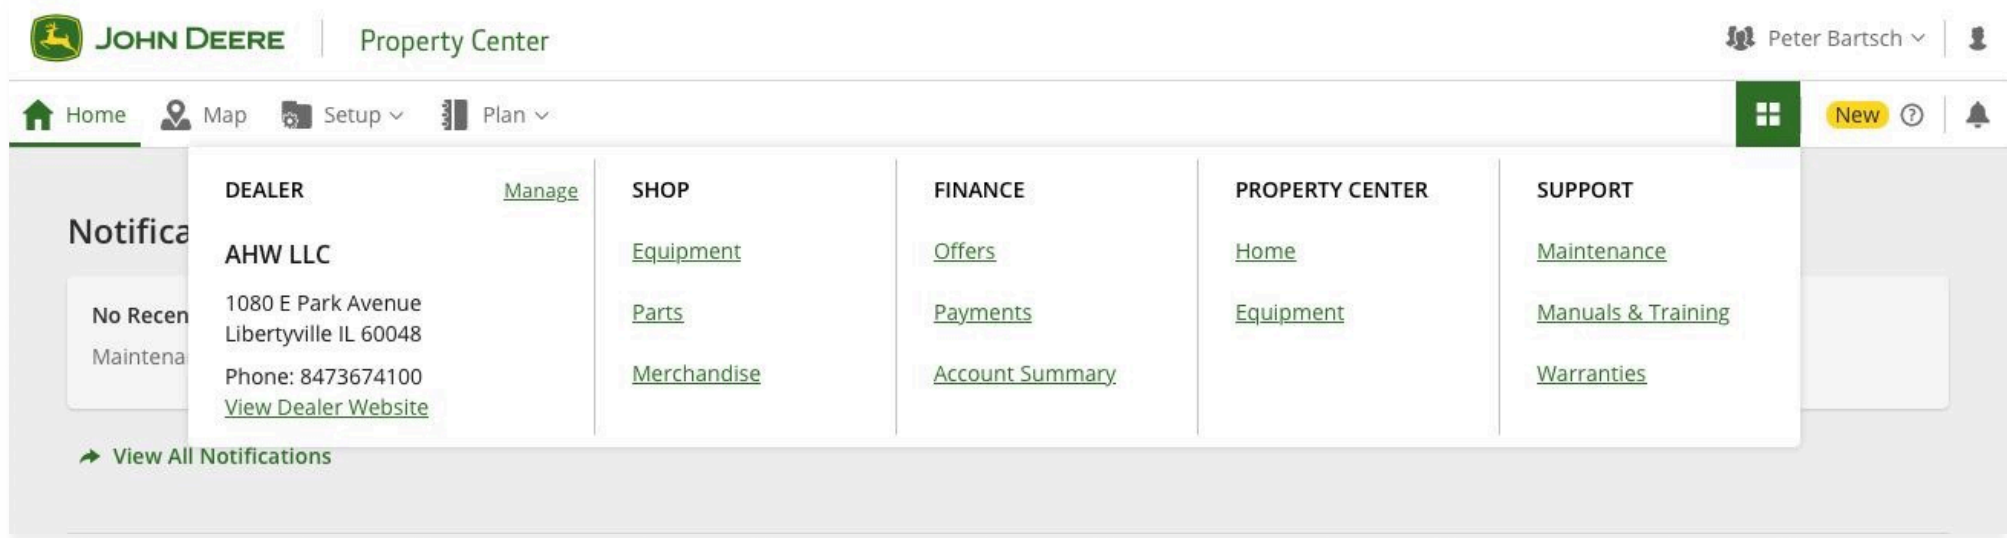 JOHN DEERE
Property Center
Peter Bartsch
Home
Map
Setup
Plan
New
DEALER
Manage
AHW LLC
1080 E Park Avenue
Libertyville IL 60048
Phone: 8473674100
View Dealer Website
SHOP
Equipment
Parts
Merchandise
FINANCE
Offers
Payments
Account Summary
PROPERTY CENTER
Home
Equipment
SUPPORT
Maintenance
Manuals & Training
Warranties
Notifica
No Recen
Maintena
View All Notifications